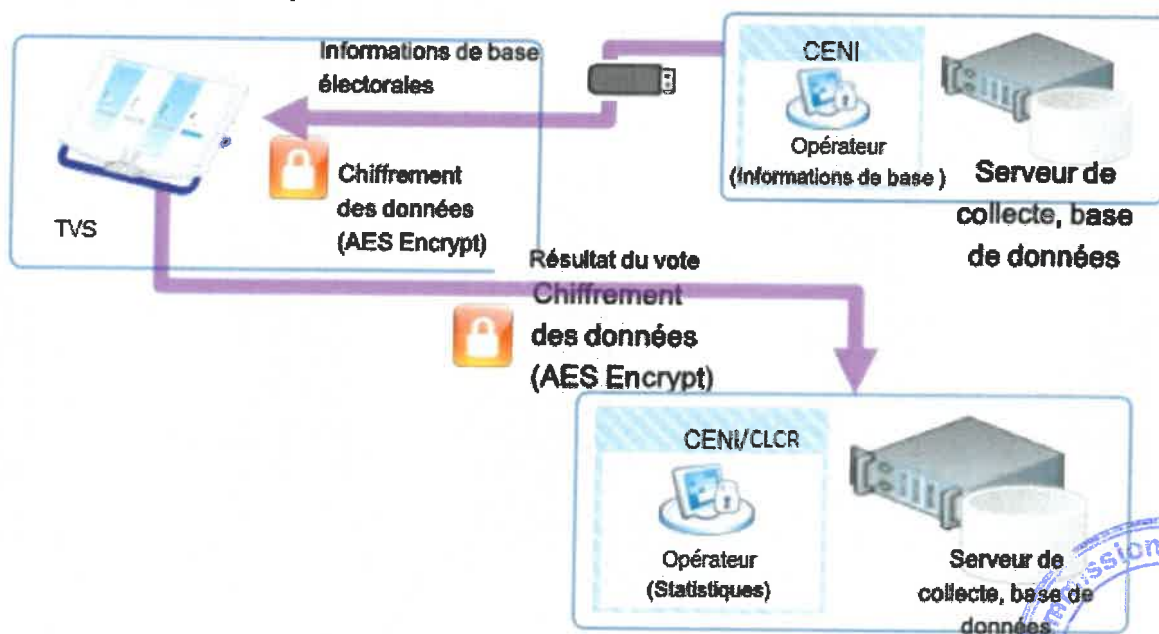 Informations de base
électorales
CENI
Opérateur
(Informations de base )
Serveur de
collecte, base
de données
Chiffrement
des données
(AES Encrypt)
TVS
Résultat du vote
Chiffrement
des données
(AES Encrypt)
CENI/CLCR
Opérateur
(Statistiques)
Serveur de
collecte, base de
données